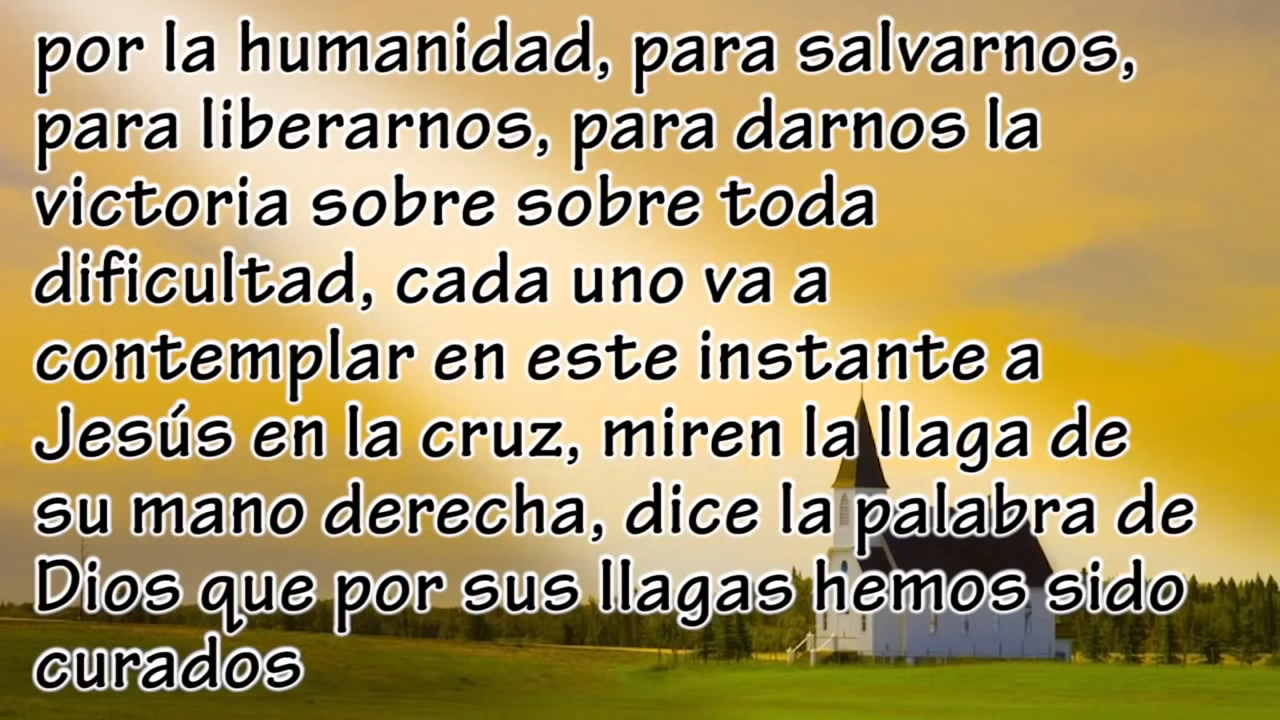 por la humanidad, para salvarnos,
para liberarnos, para darnos la
victoria sobre sobre toda
dificultad, cada uno va a
contemplar en este instante a
Jesús en la cruz, miren la llaga de
su mano derecha, dice la palabra de
Dios que por sus llagas hemos sido
curados